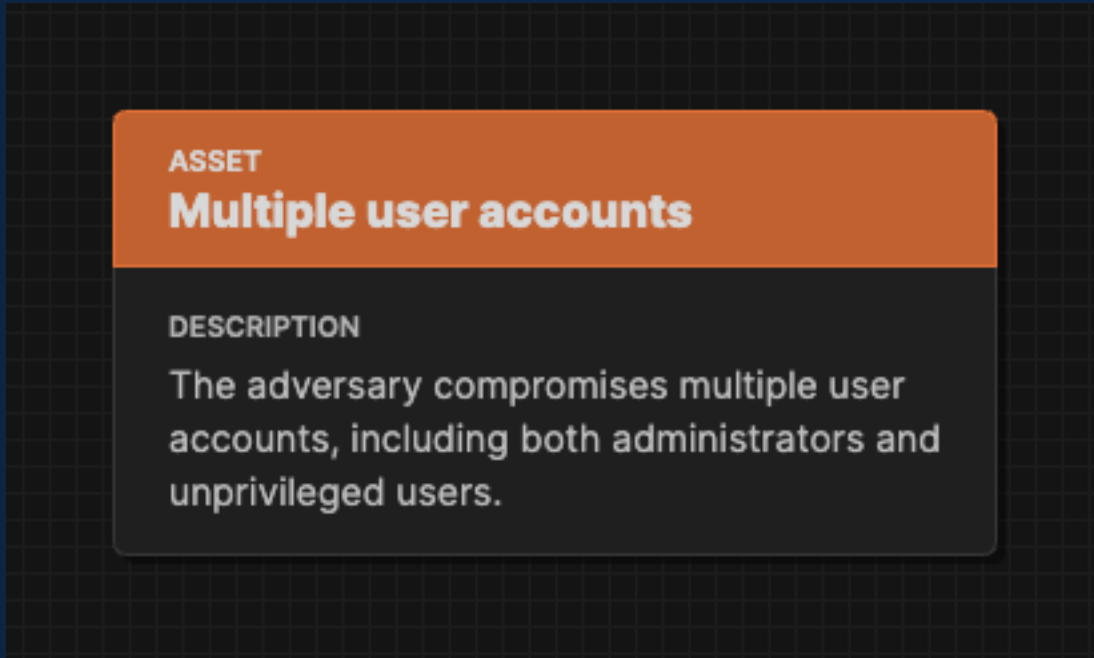 ASSET
Multiple user accounts
DESCRIPTION
The adversary compromises multiple user
accounts, including both administrators and
unprivileged users.